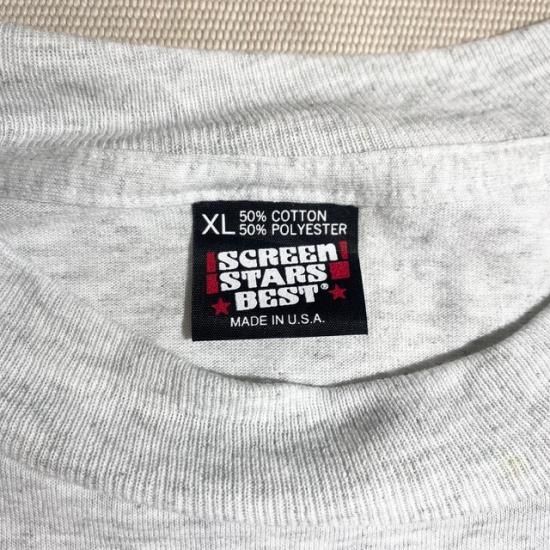 XL 50% COTTON
50% POLYESTER
SCREEN
STARS
BEST®
MADE IN U.S.A.